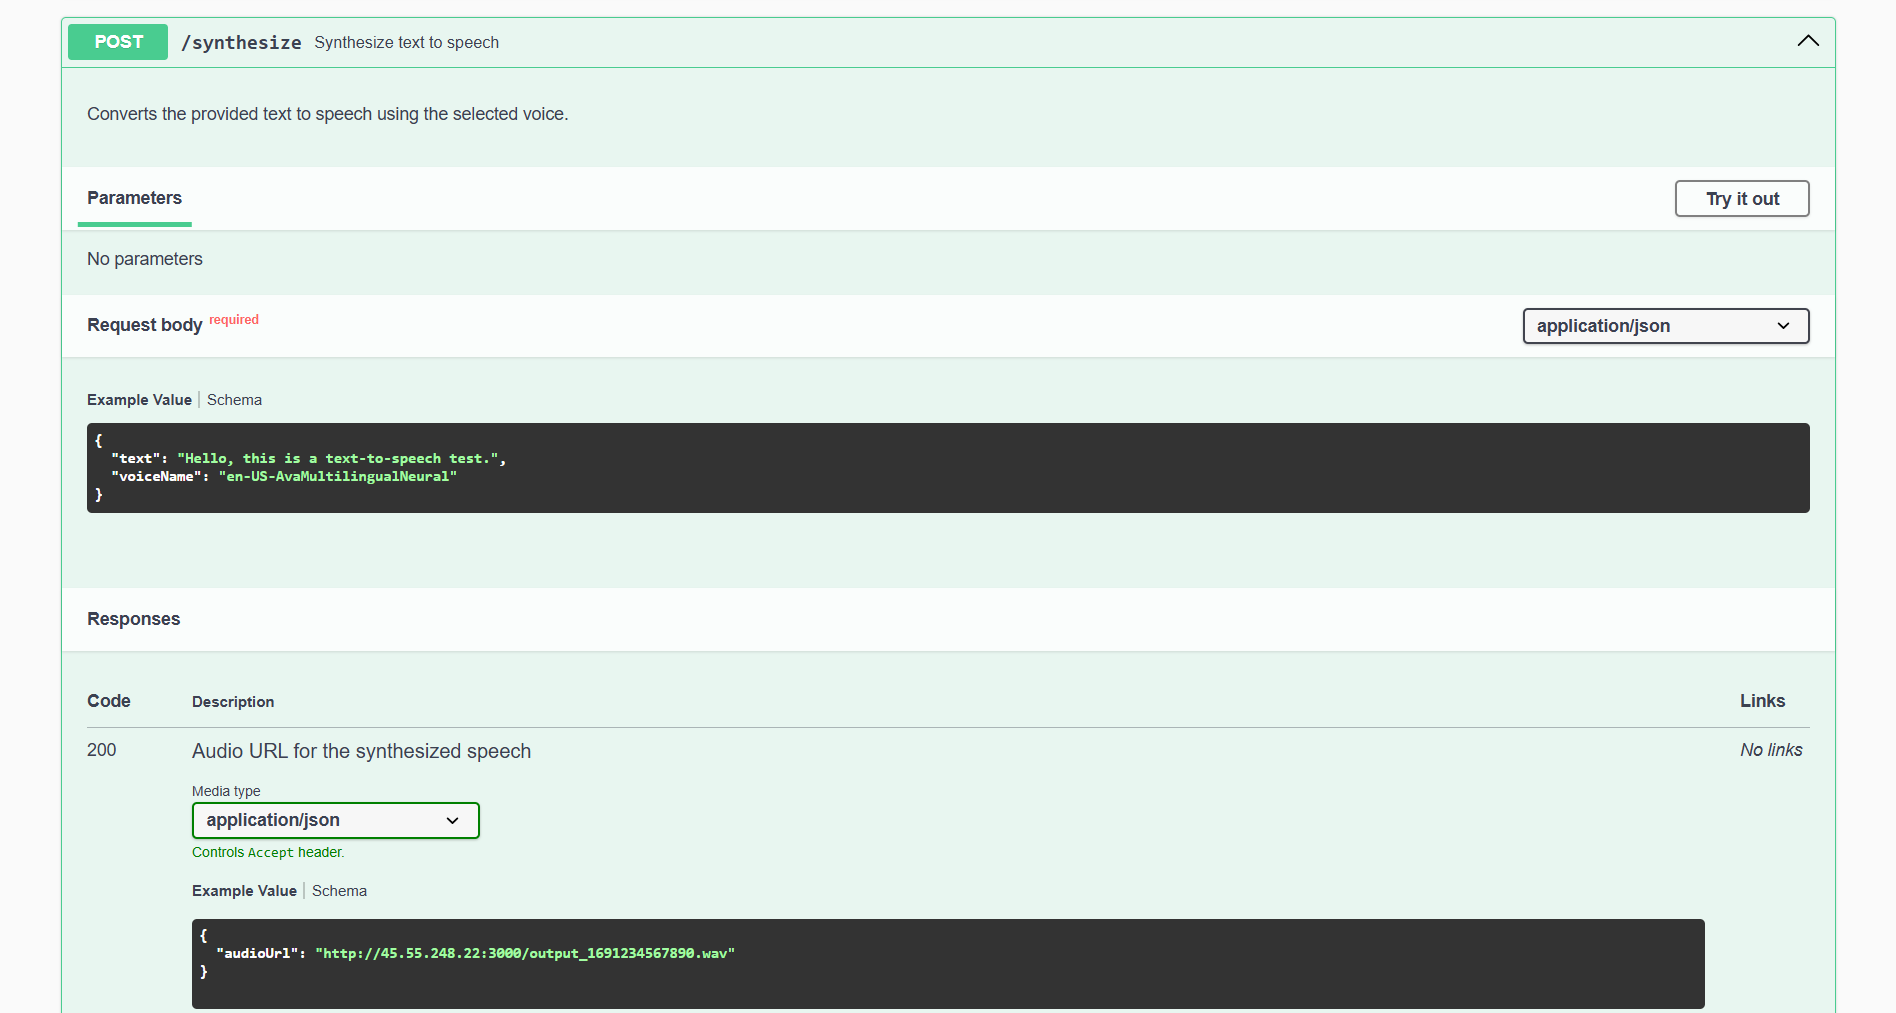 POST /synthesize Synthesize text to speech
Converts the provided text to speech using the selected voice.
Parameters
Try it out
No parameters
Request body required
application/json
Example Value | Schema
{
  "text": "Hello, this is a text-to-speech test.",
  "voiceName": "en-US-AvaMultilingualNeural"
}
Responses
Code Description Links
200 Audio URL for the synthesized speech No links
Media type
application/json
Controls Accept header.
Example Value | Schema
{
  "audioUrl": "http://45.55.248.22:3000/output_1691234567890.wav"
}